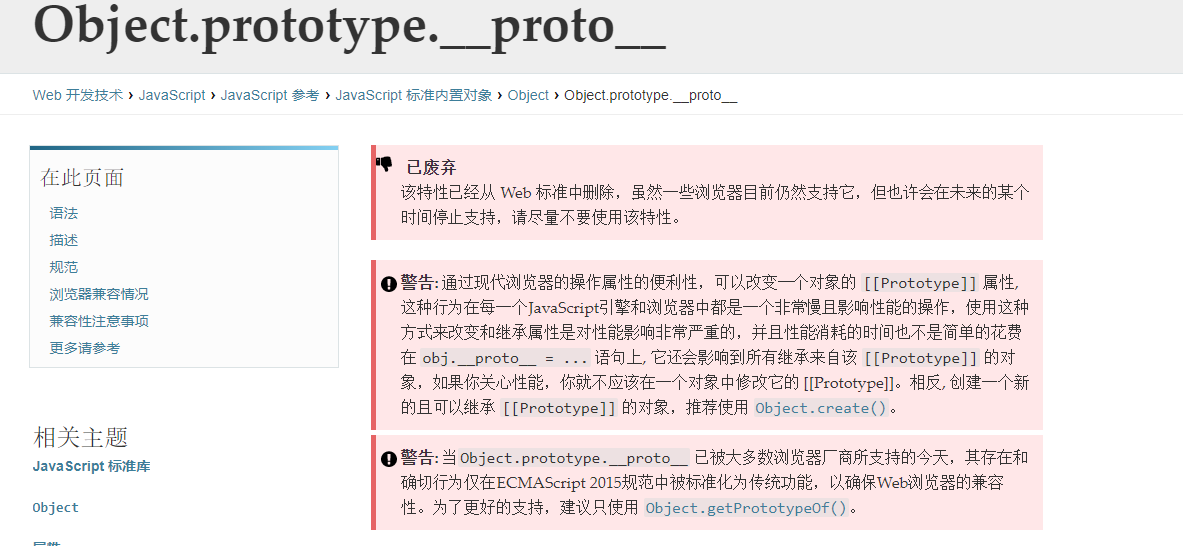 Object.prototype.__proto__
Web 开发技术 › JavaScript › JavaScript 参考 › JavaScript 标准内置对象 › Object › Object.prototype.__proto__
在此页面
语法
描述
规范
浏览器兼容情况
兼容性注意事项
更多请参考
相关主题
JavaScript 标准库
Object
已废弃
该特性已经从 Web 标准中删除，虽然一些浏览器目前仍然支持它，但也许会在未来的某个
时间停止支持，请尽量不要使用该特性。
警告: 通过现代浏览器的操作属性的便利性，可以改变一个对象的 [[Prototype]] 属性,
这种行为在每一个JavaScript引擎和浏览器中都是一个非常慢且影响性能的操作，使用这种
方式来改变和继承属性是对性能影响非常严重的，并且性能消耗的时间也不是简单的花费
在 obj.__proto__ = ... 语句上, 它还会影响到所有继承来自该 [[Prototype]] 的对
象，如果你关心性能，你就不应该在一个对象中修改它的 [[Prototype]]。相反, 创建一个新
的且可以继承 [[Prototype]] 的对象，推荐使用 Object.create()。
警告: 当Object.prototype.__proto__ 已被大多数浏览器厂商所支持的今天，其存在和
确切行为仅在ECMAScript 2015规范中被标准化为传统功能，以确保Web浏览器的兼容
性。为了更好的支持，建议只使用 Object.getPrototypeOf()。